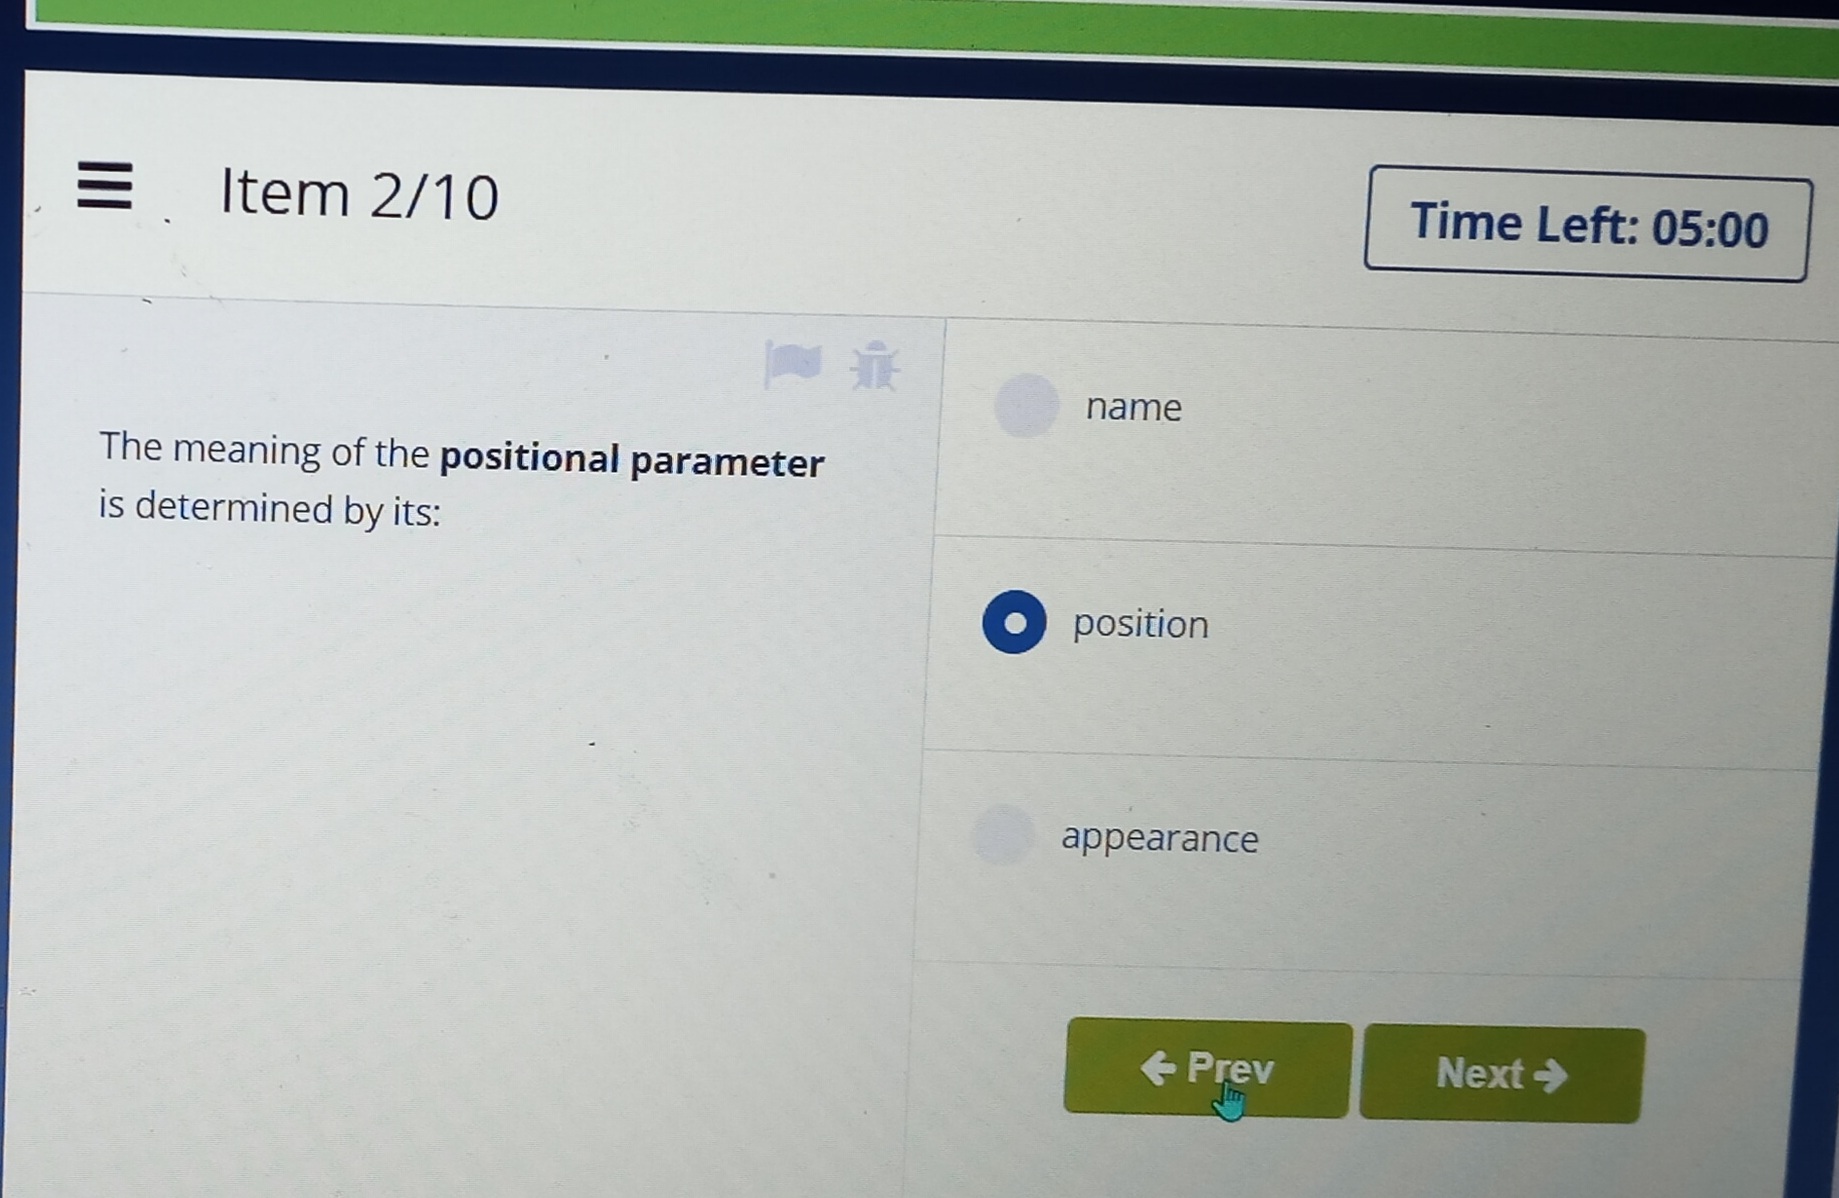 Item 2/10
Time Left: 05:00
The meaning of the positional parameter
is determined by its:
name
position
appearance
Prev
Next